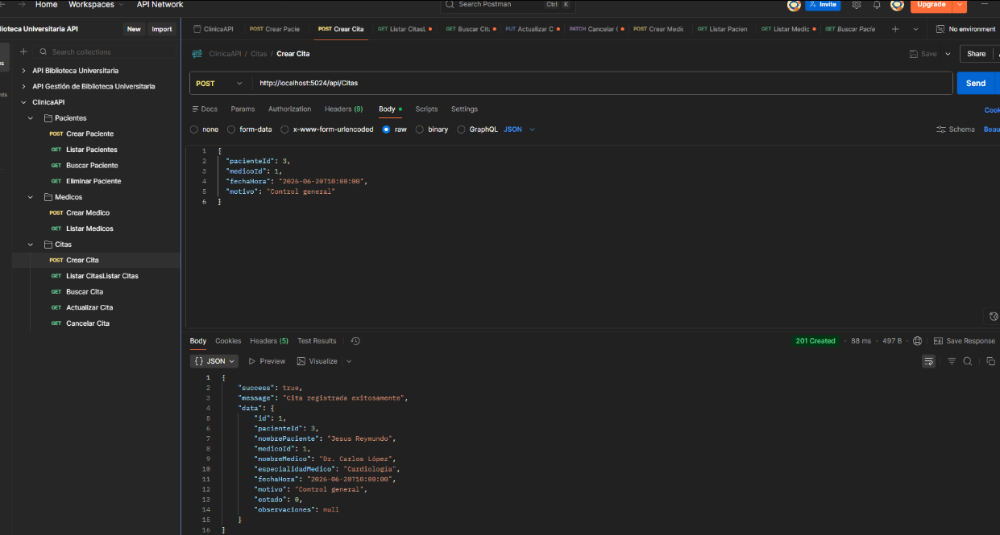 Home Workspaces API Network Search Postman Ctrl K Invite Upgrade
lioteca Universitaria API New Import
ClinicaAPI POST Crear Pacie POST Crear Cita GET Listar CitasL GET Buscar Cit PUT Actualizar C PATCH Cancelar POST Crear Medic GET Listar Pacien GET Listar Medic GET Buscar Pacie No environment
Search collections
HTTP ClinicaAPI / Citas / Crear Cita Save Share
API Biblioteca Universitaria
API Gestión de Biblioteca Universitaria
ClinicaAPI
Pacientes
POST Crear Paciente
GET Listar Pacientes
GET Buscar Paciente
GET Eliminar Paciente
Medicos
POST Crear Medico
GET Listar Medicos
Citas
POST Crear Cita
GET Listar CitasListar Citas
GET Buscar Cita
GET Actualizar Cita
GET Cancelar Cita
POST http://localhost:5024/api/Citas Send
Docs Params Authorization Headers (9) Body Scripts Settings Cook
none form-data x-www-form-urlencoded raw binary GraphQL JSON Schema Beau
1 {
2 "pacienteId": 3,
3 "medicoId": 1,
4 "fechaHora": "2026-06-20T10:00:00",
5 "motivo": "Control general"
6 }
Body Cookies Headers (5) Test Results 201 Created 88 ms 497 B Save Response
{} JSON Preview Visualize
1 {
2 "success": true,
3 "message": "Cita registrada exitosamente",
4 "data": {
5 "id": 1,
6 "pacienteId": 3,
7 "nombrePaciente": "Jesus Reymundo",
8 "medicoId": 1,
9 "nombreMedico": "Dr. Carlos López",
10 "especialidadMedico": "Cardiología",
11 "fechaHora": "2026-06-20T10:00:00",
12 "motivo": "Control general",
13 "estado": 0,
14 "observaciones": null
15 }
16 }